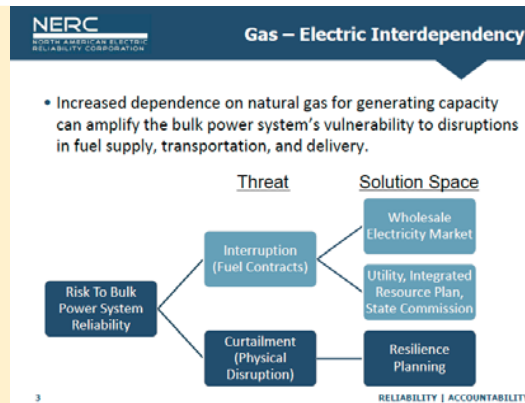 NERC
NORTH AMERICAN ELECTRIC
RELIABILITY CORPORATION
Gas – Electric Interdependency
• Increased dependence on natural gas for generating capacity
can amplify the bulk power system's vulnerability to disruptions
in fuel supply, transportation, and delivery.
Threat
Solution Space
Wholesale
Electricity Market
Interruption
(Fuel Contracts)
Utility, Integrated
Resource Plan,
State Commission
Risk To Bulk
Power System
Reliability
Curtailment
(Physical
Disruption)
Resilience
Planning
3
RELIABILITY | ACCOUNTABILITY